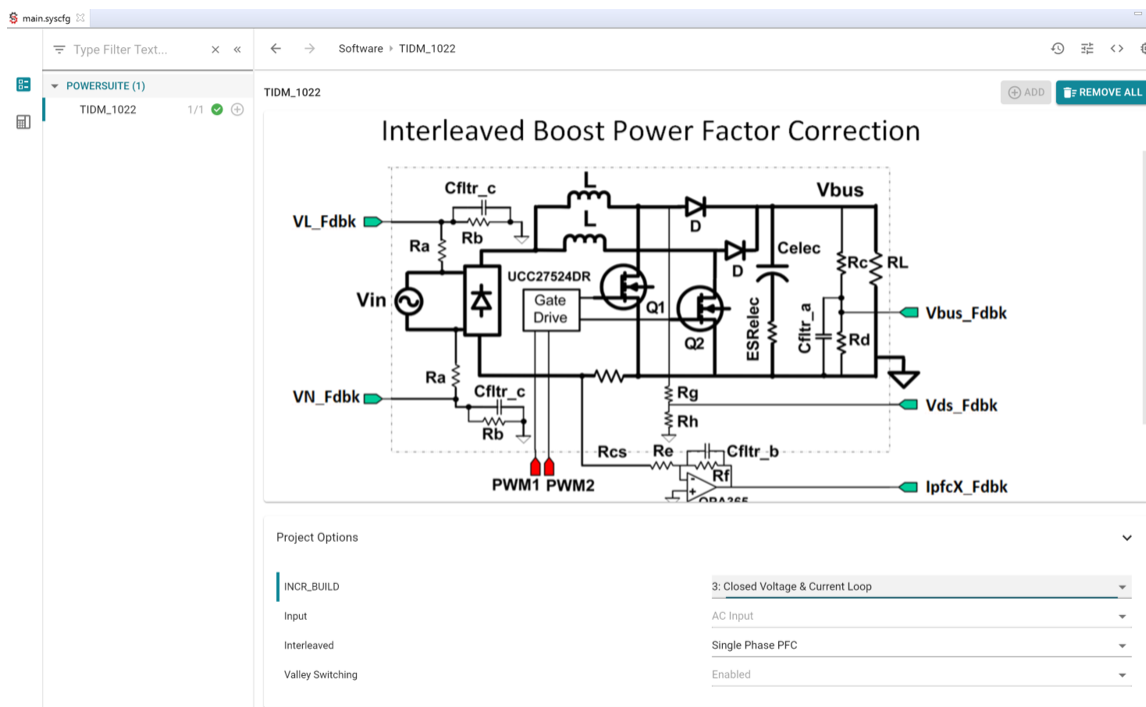 main.syscfg
Type Filter Text...
Software
TIDM_1022
POWERSUITE (1)
TIDM_1022
1/1
TIDM_1022
ADD
REMOVE ALL
Interleaved Boost Power Factor Correction
Cfltr_c
L
Vbus
VL_Fdbk
Rb
L
D
Ra
Celec
Rc
RL
UCC27524DR
D
Vin
Gate
Drive
Q1
Vbus_Fdbk
Q2
ESRelec
Cfltr_a
Rd
Ra
Cfltr_c
Rg
VN_Fdbk
Vds_Fdbk
Rb
Rh
Rcs
Re
Cfltr_b
Rf
PWM1
PWM2
IpfcX_Fdbk
OPA365
Project Options
INCR_BUILD
3: Closed Voltage & Current Loop
Input
AC Input
Interleaved
Single Phase PFC
Valley Switching
Enabled